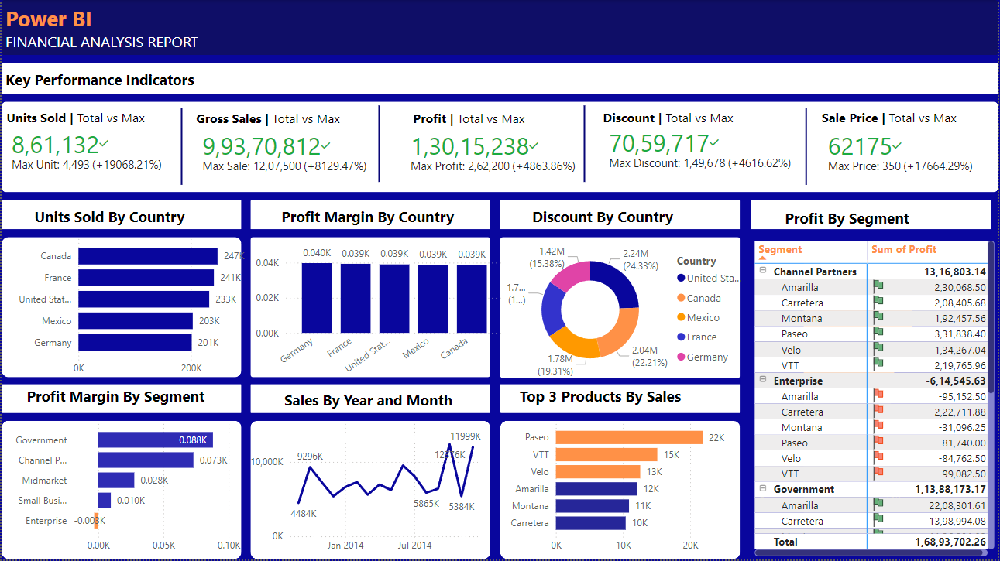 Power BI
FINANCIAL ANALYSIS REPORT
Key Performance Indicators
Units Sold | Total vs Max
8,61,132✓
Max Unit: 4,493 (+19068.21%)
Gross Sales | Total vs Max
9,93,70,812✓
Max Sale: 12,07,500 (+8129.47%)
Profit | Total vs Max
1,30,15,238✓
Max Profit: 2,62,200 (+4863.86%)
Discount | Total vs Max
70,59,717✓
Max Discount: 1,49,678 (+4616.62%)
Sale Price | Total vs Max
62175✓
Max Price: 350 (+17664.29%)
Units Sold By Country
Canada 247K
France 241K
United Stat... 233K
Mexico 203K
Germany 201K
0K 200K
Profit Margin By Country
0.040K 0.039K 0.039K 0.039K 0.039K
0.04K
0.02K
0.00K
Germany France United Stat... Mexico Canada
Discount By Country
1.42M
(15.38%)
2.24M
(24.33%)
1.7...
(1...)
1.78M
(19.31%)
2.04M
(22.21%)
Country
United Sta...
Canada
Mexico
France
Germany
Profit By Segment
Segment Sum of Profit
Channel Partners 13,16,803.14
Amarilla 2,30,068.50
Carretera 2,08,405.68
Montana 1,92,457.56
Paseo 3,31,838.40
Velo 1,34,267.04
VTT 2,19,765.96
Enterprise -6,14,545.63
Amarilla -95,152.50
Carretera -2,22,711.88
Montana -31,096.25
Paseo -81,740.00
Velo -84,762.50
VTT -99,082.50
Government 1,13,88,173.17
Amarilla 22,08,301.61
Carretera 13,98,994.08
Total 1,68,93,702.26
Profit Margin By Segment
Government 0.088K
Channel P... 0.073K
Midmarket 0.028K
Small Busi... 0.010K
Enterprise
0.00K 0.05K 0.10K
Sales By Year and Month
11999K
9296K
10,000K
5865K
5384K
4484K
0K
Jan 2014 Jul 2014
Top 3 Products By Sales
Paseo 22K
VTT 15K
Velo 13K
Amarilla 12K
Montana 11K
Carretera 10K
0K 10K 20K